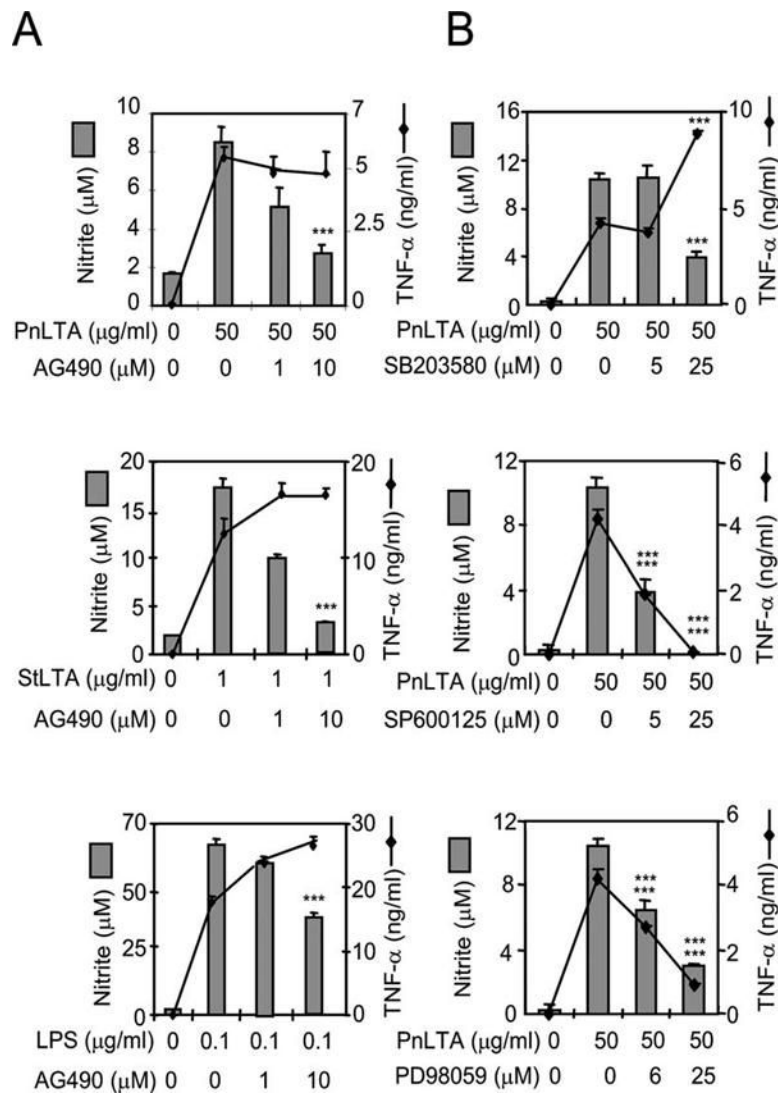 A
B
10
8
6
4
2
0
Nitrite (μM)
7
5
2.5
0
TNF-α (ng/ml)
***
PnLTA (μg/ml) 0 50 50 50
AG490 (μM) 0 0 1 10
16
12
8
4
0
Nitrite (μM)
10
5
0
TNF-α (ng/ml)
***
***
PnLTA (μg/ml) 0 50 50 50
SB203580 (μM) 0 0 5 25
20
15
10
5
0
Nitrite (μM)
20
10
0
TNF-α (ng/ml)
***
StLTA (μg/ml) 0 1 1 1
AG490 (μM) 0 0 1 10
12
8
4
0
Nitrite (μM)
6
4
2
0
TNF-α (ng/ml)
***
***
***
***
PnLTA (μg/ml) 0 50 50 50
SP600125 (μM) 0 0 5 25
70
50
25
0
Nitrite (μM)
30
20
10
0
TNF-α (ng/ml)
***
LPS (μg/ml) 0 0.1 0.1 0.1
AG490 (μM) 0 0 1 10
12
8
4
0
Nitrite (μM)
6
4
2
0
TNF-α (ng/ml)
***
***
***
***
PnLTA (μg/ml) 0 50 50 50
PD98059 (μM) 0 0 6 25